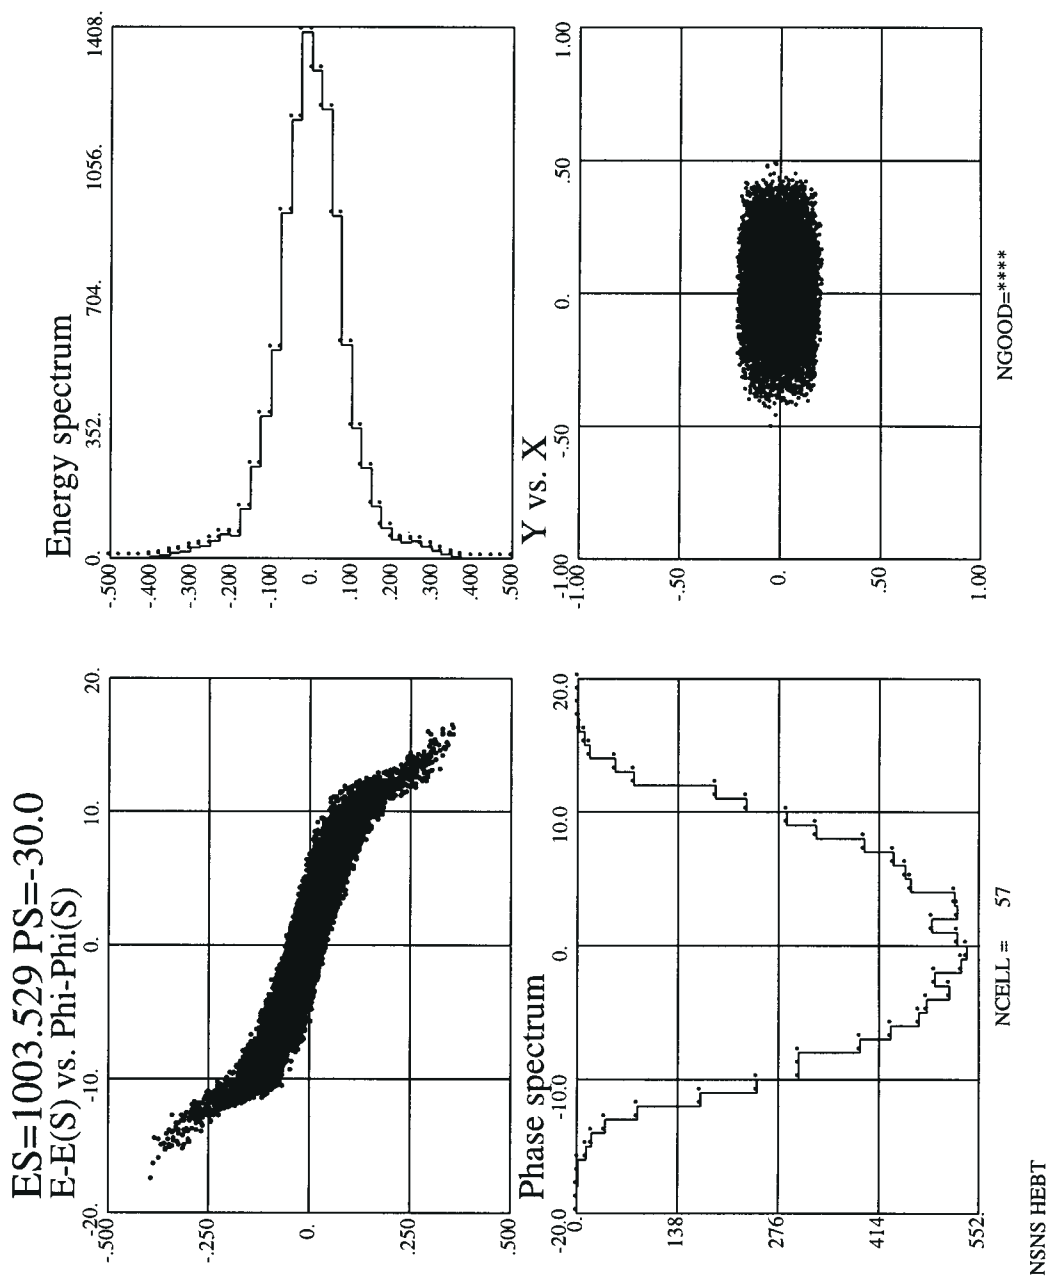 ES=1003.529 PS=-30.0
E-E(S) vs. Phi-Phi(S)
-20. -10. 0. 10. 20.
-.500
-.250
0.
.250
.500
Energy spectrum
0. 352. 704. 1056. 1408.
-.500
-.400
-.300
-.200
-.100
0.
.100
.200
.300
.400
.500
Phase spectrum
-20.0 -10.0 0. 10.0 20.0
0
138
276
414
552.
Y vs. X
-1.00 -.50 0. .50 1.00
-1.00
-.50
0.
.50
1.00
NCELL = 57
NGOOD=****
NSNS HEBT